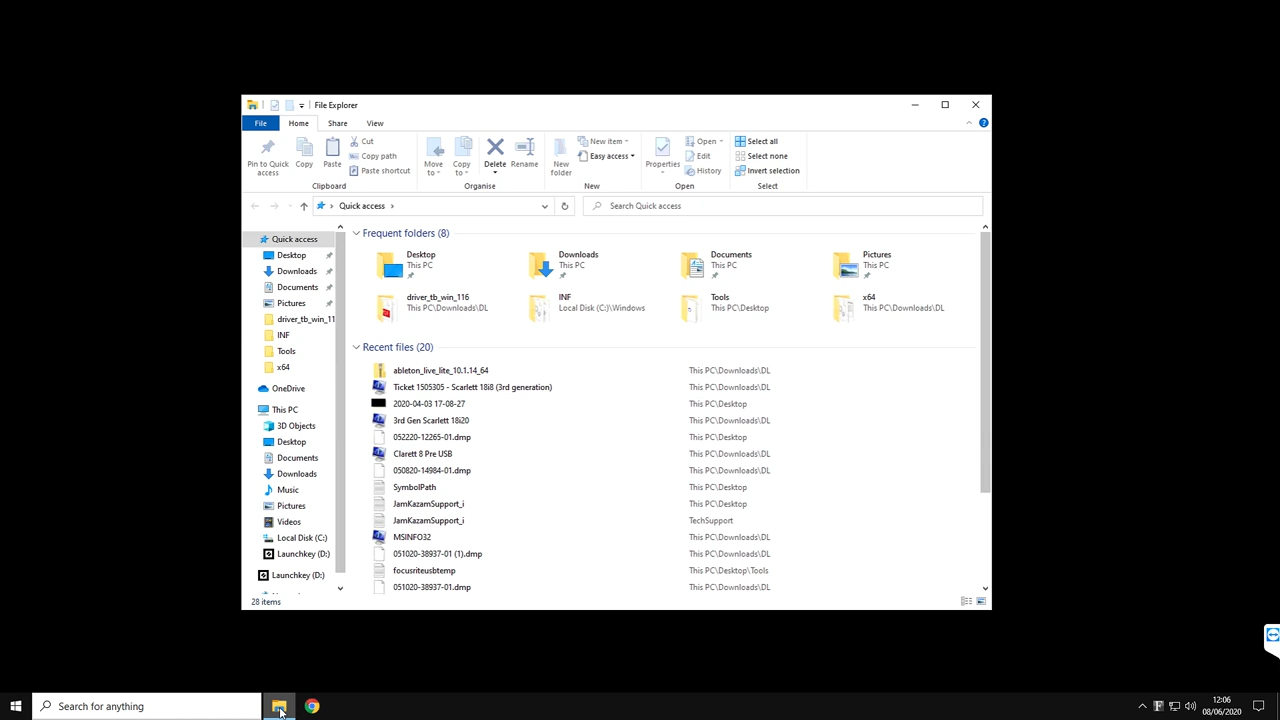 File Explorer
File Home Share View
Pin to Quick access
Copy
Paste
Cut
Copy path
Paste shortcut
Clipboard
Move to
Copy to
Delete
Rename
Organise
New folder
New item
Easy access
New
Properties
Open
Edit
History
Open
Select all
Select none
Invert selection
Select
Quick access
Search Quick access
Quick access
Desktop
Downloads
Documents
Pictures
driver_tb_win_11
INF
Tools
x64
OneDrive
This PC
3D Objects
Desktop
Documents
Downloads
Music
Pictures
Videos
Local Disk (C:)
Launchkey (D:)
Launchkey (D:)
Frequent folders (8)
Desktop
This PC
Downloads
This PC
Documents
This PC
Pictures
This PC
driver_tb_win_116
This PC\Downloads\DL
INF
Local Disk (C:)\Windows
Tools
This PC\Desktop
x64
This PC\Downloads\DL
Recent files (20)
ableton_live_lite_10.1.14_64 This PC\Downloads\DL
Ticket 1505305 - Scarlett 18i8 (3rd generation) This PC\Downloads\DL
2020-04-03 17-08-27 This PC\Desktop
3rd Gen Scarlett 18i20 This PC\Downloads\DL
052220-12265-01.dmp This PC\Desktop
Clarett 8 Pre USB This PC\Downloads\DL
050820-14984-01.dmp This PC\Downloads\DL
SymbolPath This PC\Desktop
JamKazamSupport_i This PC\Desktop
JamKazamSupport_i TechSupport
MSINFO32 This PC\Downloads\DL
051020-38937-01 (1).dmp This PC\Downloads\DL
focusriteusbtemp This PC\Desktop\Tools
051020-38937-01.dmp This PC\Downloads\DL
28 items
Search for anything
12:06
08/06/2020